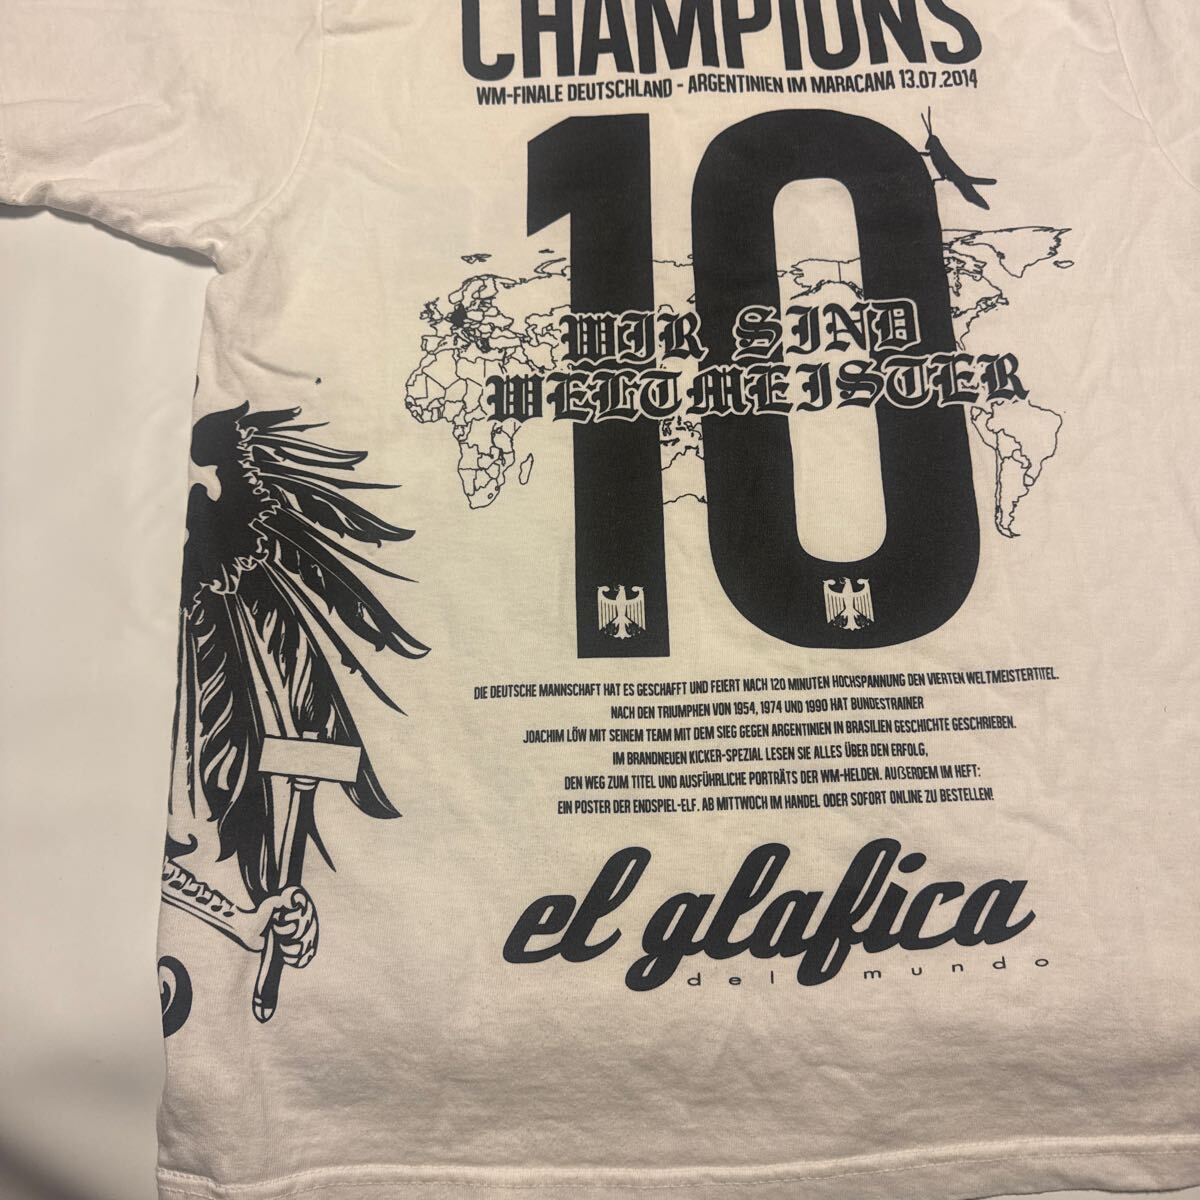 CHAMPIONS
WM-FINALE DEUTSCHLAND - ARGENTINIEN IM MARACANA 13.07.2014
10
WIR SIND
WELTMEISTER
DIE DEUTSCHE MANNSCHAFT HAT ES GESCHAFFT UND FEIERT NACH 120 MINUTEN HOCHSPANNUNG DEN VIERTEN WELTMEISTERTITEL.
NACH DEN TRIUMPHEN VON 1954, 1974 UND 1990 HAT BUNDESTRAINER
JOACHIM LÖW MIT SEINEM TEAM MIT DEM SIEG GEGEN ARGENTINIEN IN BRASILIEN GESCHICHTE GESCHRIEBEN.
IM BRANDNEUEN KICKER-SPEZIAL LESEN SIE ALLES ÜBER DEN ERFOLG,
DEN WEG ZUM TITEL UND AUSFÜHRLICHE PORTRÄTS DER WM-HELDEN. AUßERDEM IM HEFT:
EIN POSTER DER ENDSPIEL-ELF. AB MITTWOCH IM HANDEL ODER SOFORT ONLINE ZU BESTELLEN!
el glafica
del mundo